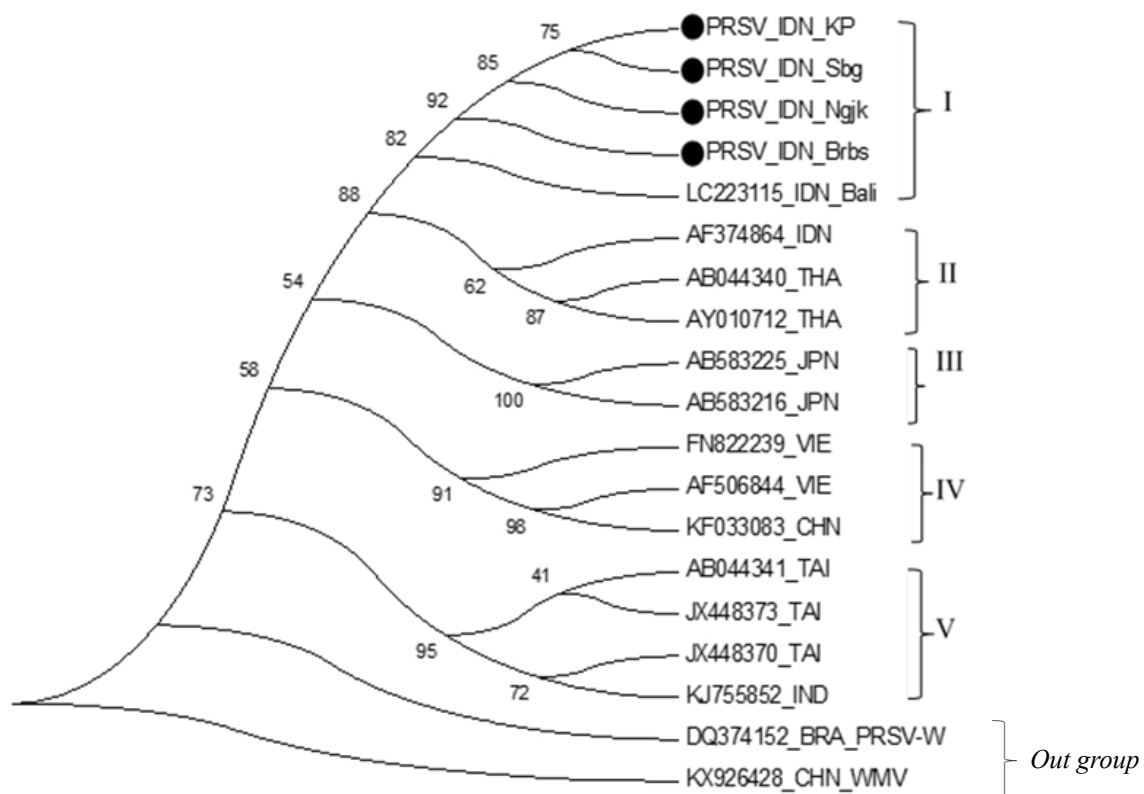 75
PRSV_IDN_KP
85
PRSV_IDN_Sbg
92
PRSV_IDN_Ngjk
I
82
PRSV_IDN_Brbs
88
LC223115_IDN_Bali
AF374864_IDN
54
62
AB044340_THA
II
87
AY010712_THA
58
AB583225_JPN
III
100
AB583216_JPN
FN822239_VIE
73
91
AF506844_VIE
IV
98
KF033083_CHN
41
AB044341_TAI
JX448373_TAI
V
95
JX448370_TAI
72
KJ755852_IND
DQ374152_BRA_PRSV-W
Out group
KX926428_CHN_WMV